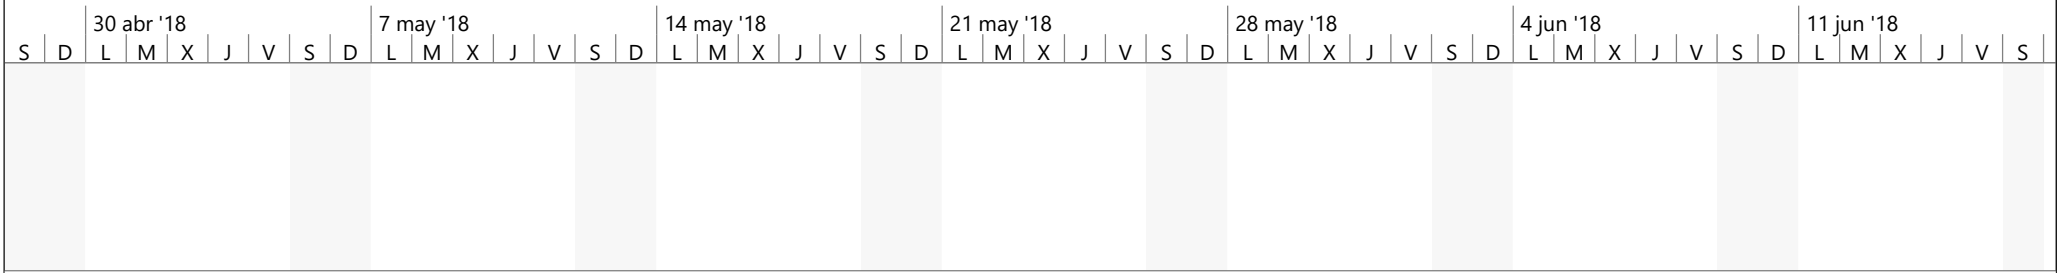 30 abr '18 7 may '18 14 may '18 21 may '18 28 may '18 4 jun '18 11 jun '18
S D L M X J V S D L M X J V S D L M X J V S D L M X J V S D L M X J V S D L M X J V S D L M X J V S